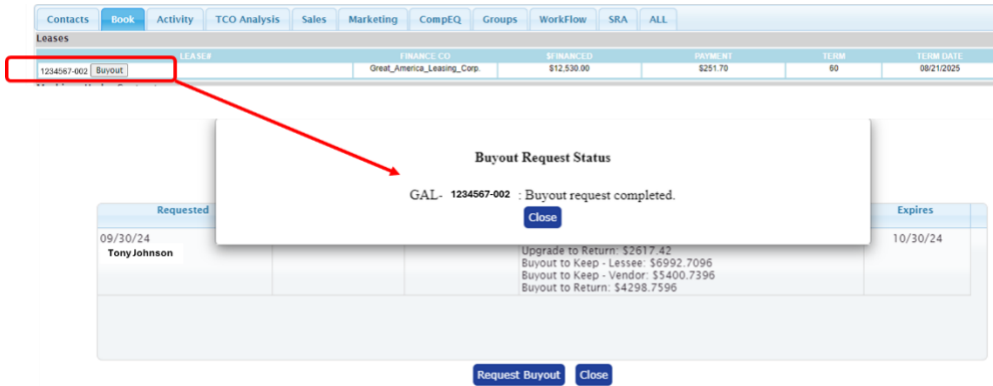 Contacts Book Activity TCO Analysis Sales Marketing CompEQ Groups WorkFlow SRA ALL
Leases
LEASE# FINANCE CO $FINANCED PAYMENT TERM TERM DATE
1234567-002 Buyout Great_America_Leasing_Corp. $12,530.00 $251.70 60 08/21/2025
Buyout Request Status
GAL- 1234567-002 : Buyout request completed.
Close
Requested Expires
09/30/24 10/30/24
Tony Johnson
Upgrade to Return: $2617.42
Buyout to Keep - Lessee: $6992.7096
Buyout to Keep - Vendor: $5400.7396
Buyout to Return: $4298.7596
Request Buyout Close